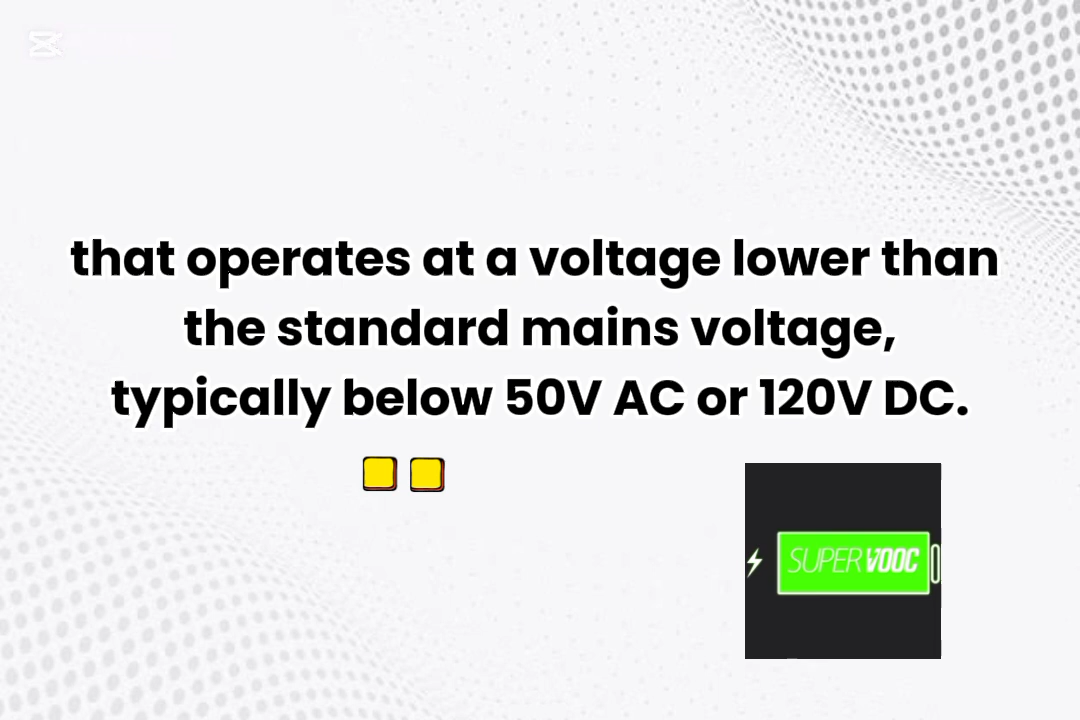 that operates at a voltage lower than
the standard mains voltage,
typically below 50V AC or 120V DC.
SUPER VOOC